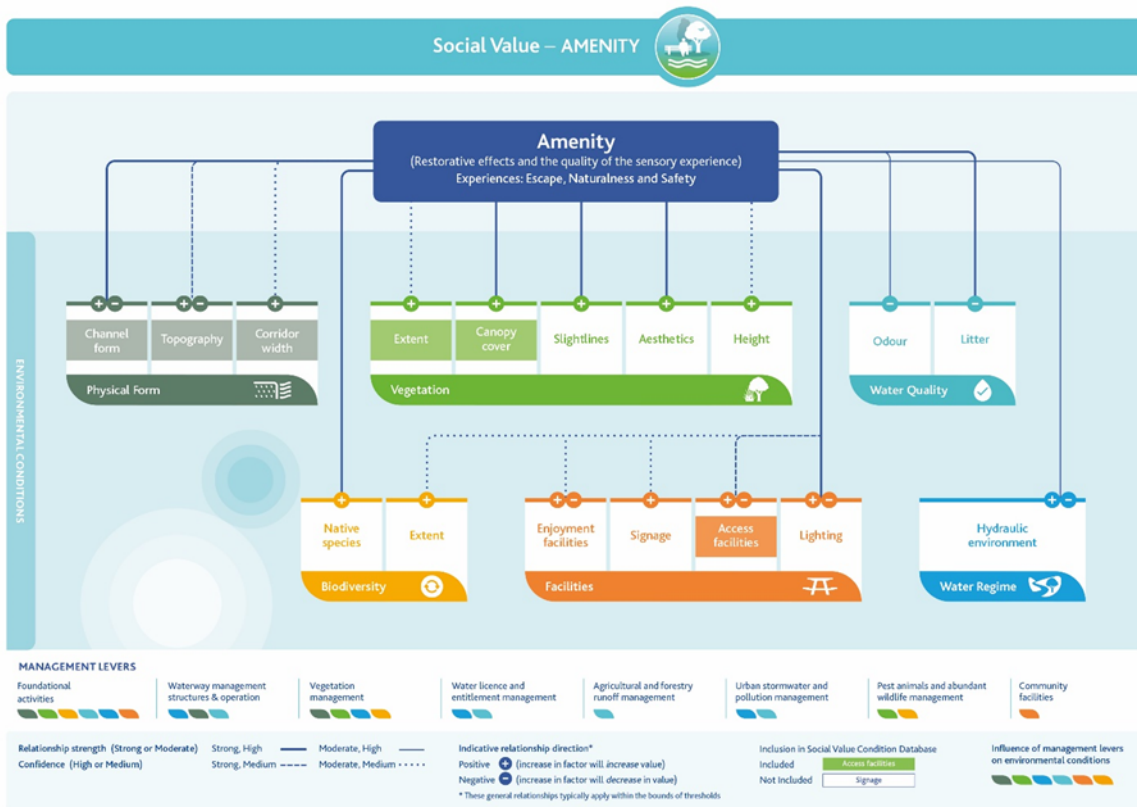 Social Value – AMENITY
Amenity
(Restorative effects and the quality of the sensory experience)
Experiences: Escape, Naturalness and Safety
ENVIRONMENTAL CONDITIONS
Channel
form
Topography
Corridor
width
Physical Form
Extent
Canopy
cover
Slightlines
Aesthetics
Height
Vegetation
Odour
Litter
Water Quality
Native
species
Extent
Biodiversity
Enjoyment
facilities
Signage
Access
facilities
Lighting
Facilities
Hydraulic
environment
Water Regime
MANAGEMENT LEVERS
Foundational
activities
Waterway management
structures & operation
Vegetation
management
Water licence and
entitlement management
Agricultural and forestry
runoff management
Urban stormwater and
pollution management
Pest animals and abundant
wildlife management
Community
facilities
Relationship strength (Strong or Moderate)
Confidence (High or Medium)
Strong, High
Moderate, High
Strong, Medium
Moderate, Medium
Indicative relationship direction*
Positive + (increase in factor will increase value)
Negative − (increase in factor will decrease in value)
* These general relationships typically apply within the bounds of thresholds
Inclusion in Social Value Condition Database
Included
Access facilities
Not Included
Signage
Influence of management levers
on environmental conditions